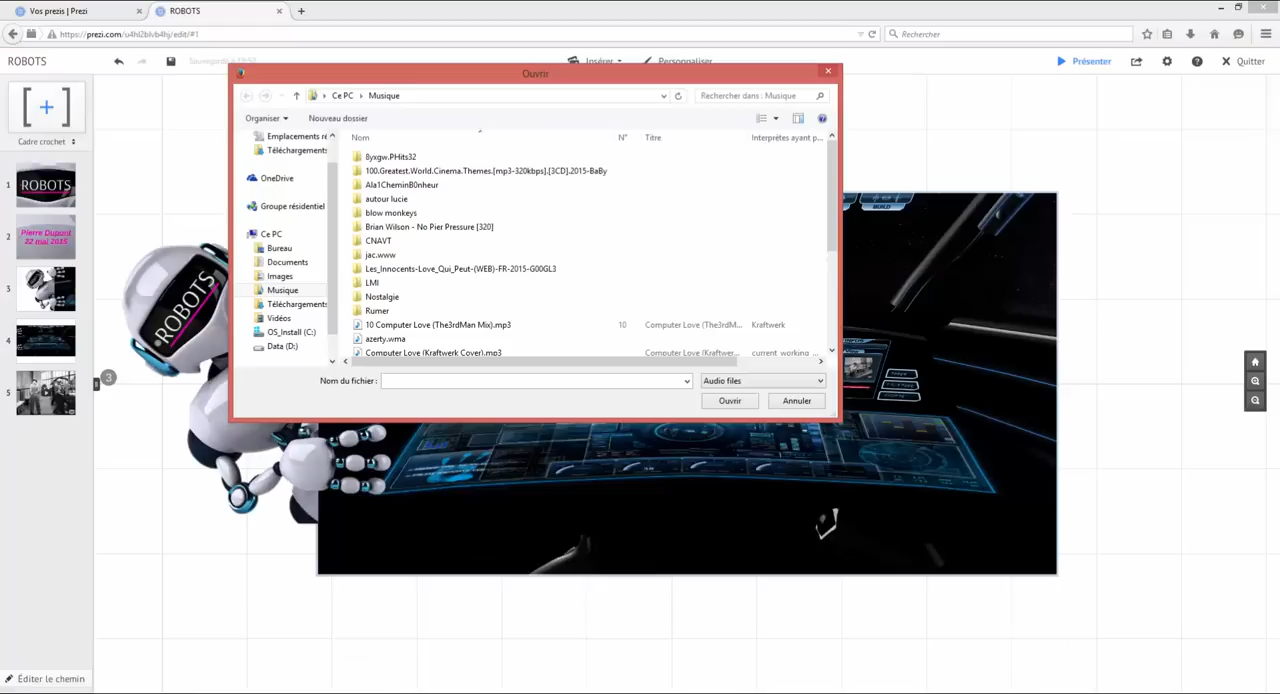 Vos prezis | Prezi
ROBOTS
https://prezi.com/u4hl2blvb4hj/edit/#1
Rechercher
ROBOTS
Insérer
Personnaliser
Présenter
Quitter
Ouvrir
Ce PC
Musique
Rechercher dans : Musique
Organiser
Nouveau dossier
Nom
N°
Titre
Interprètes ayant p...
Emplacements ré
Téléchargements
OneDrive
Groupe résidentiel
Ce PC
Bureau
Documents
Images
Musique
Téléchargements
Vidéos
OS_Install (C:)
Data (D:)
8yxgw.PHits32
100.Greatest.World.Cinema.Themes.[mp3-320kbps].[3CD].2015-BaBy
Ala1CheminB0nheur
autour lucie
blow monkeys
Brian Wilson - No Pier Pressure [320]
CNAVT
jac.www
Les_Innocents-Love_Qui_Peut-(WEB)-FR-2015-G00GL3
LMI
Nostalgie
Rumer
10 Computer Love (The3rdMan Mix).mp3
10
Computer Love (The3rdM...
Kraftwerk
azerty.wma
Computer Love (Kraftwerk Cover).mp3
Computer Love (Kraftwer...
current working
Nom du fichier :
Audio files
Ouvrir
Annuler
Cadre crochet
1
ROBOTS
2
Pierre Dupont
22 mai 2015
3
4
5
3
ROBOTS
BUILD
Éditer le chemin